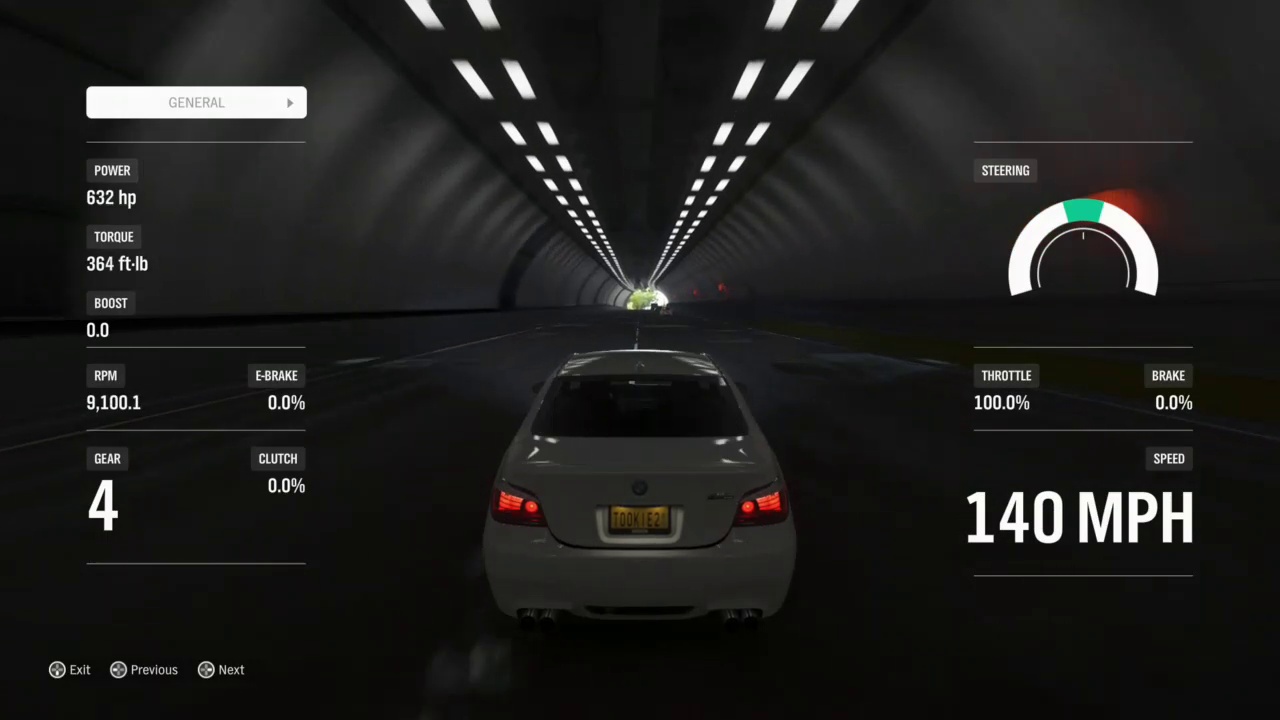 GENERAL
POWER
632 hp
TORQUE
364 ft·lb
BOOST
0.0
RPM
9,100.1
E-BRAKE
0.0%
GEAR
4
CLUTCH
0.0%
STEERING
THROTTLE
100.0%
BRAKE
0.0%
SPEED
140 MPH
TOOKIE2
Exit
Previous
Next